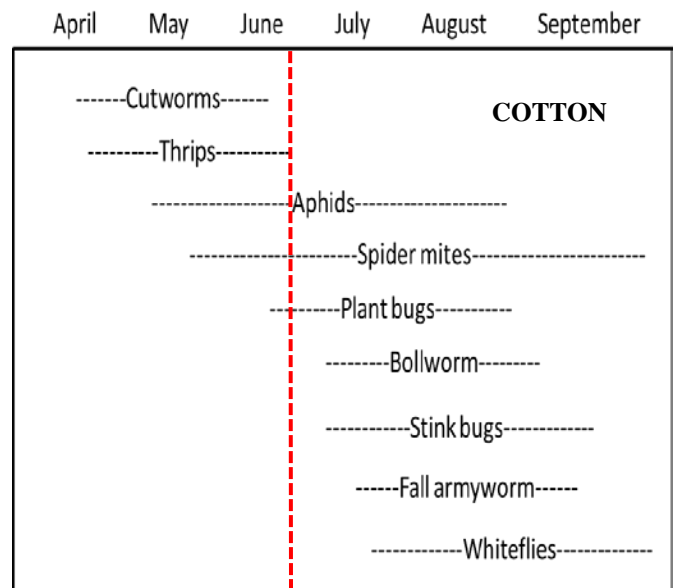 April May June July August September
-------Cutworms-------
COTTON
----------Thrips-----------
--------------------Aphids---------------------
------------------------Spider mites-------------------------
----------Plant bugs-----------
---------Bollworm---------
------------Stink bugs-------------
------Fall armyworm------
-------------Whiteflies--------------